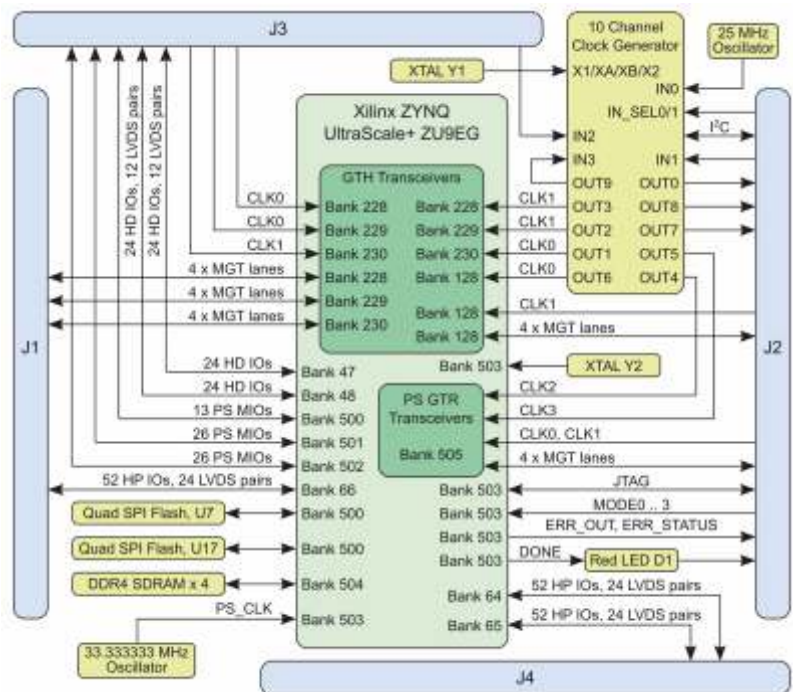 J3
10 Channel
Clock Generator
25 MHz
Oscillator
XTAL Y1
X1/XA/XB/X2
IN0
IN_SEL0/1
I²C
IN2
IN3
IN1
OUT9
OUT0
OUT3
OUT8
OUT2
OUT7
OUT1
OUT5
OUT6
OUT4
24 HD IOs, 12 LVDS pairs
24 HD IOs, 12 LVDS pairs
Xilinx ZYNQ
UltraScale+ ZU9EG
GTH Transceivers
CLK0
Bank 228
Bank 228
CLK1
CLK0
Bank 229
Bank 229
CLK1
CLK1
Bank 230
Bank 230
CLK0
4 x MGT lanes
Bank 228
Bank 128
CLK0
4 x MGT lanes
Bank 229
Bank 128
CLK1
4 x MGT lanes
Bank 230
Bank 128
4 x MGT lanes
J1
J2
24 HD IOs
Bank 47
Bank 503
XTAL Y2
24 HD IOs
Bank 48
PS GTR
Transceivers
CLK2
13 PS MIOs
Bank 500
CLK3
26 PS MIOs
Bank 501
CLK0, CLK1
26 PS MIOs
Bank 502
Bank 505
4 x MGT lanes
52 HP IOs, 24 LVDS pairs
Bank 66
Bank 503
JTAG
Quad SPI Flash, U7
Bank 500
Bank 503
MODE0 .. 3
Bank 503
ERR_OUT, ERR_STATUS
Quad SPI Flash, U17
Bank 500
Bank 503
DONE
Red LED D1
DDR4 SDRAM x 4
Bank 504
Bank 64
52 HP IOs, 24 LVDS pairs
PS_CLK
Bank 503
Bank 65
52 HP IOs, 24 LVDS pairs
33.333333 MHz
Oscillator
J4